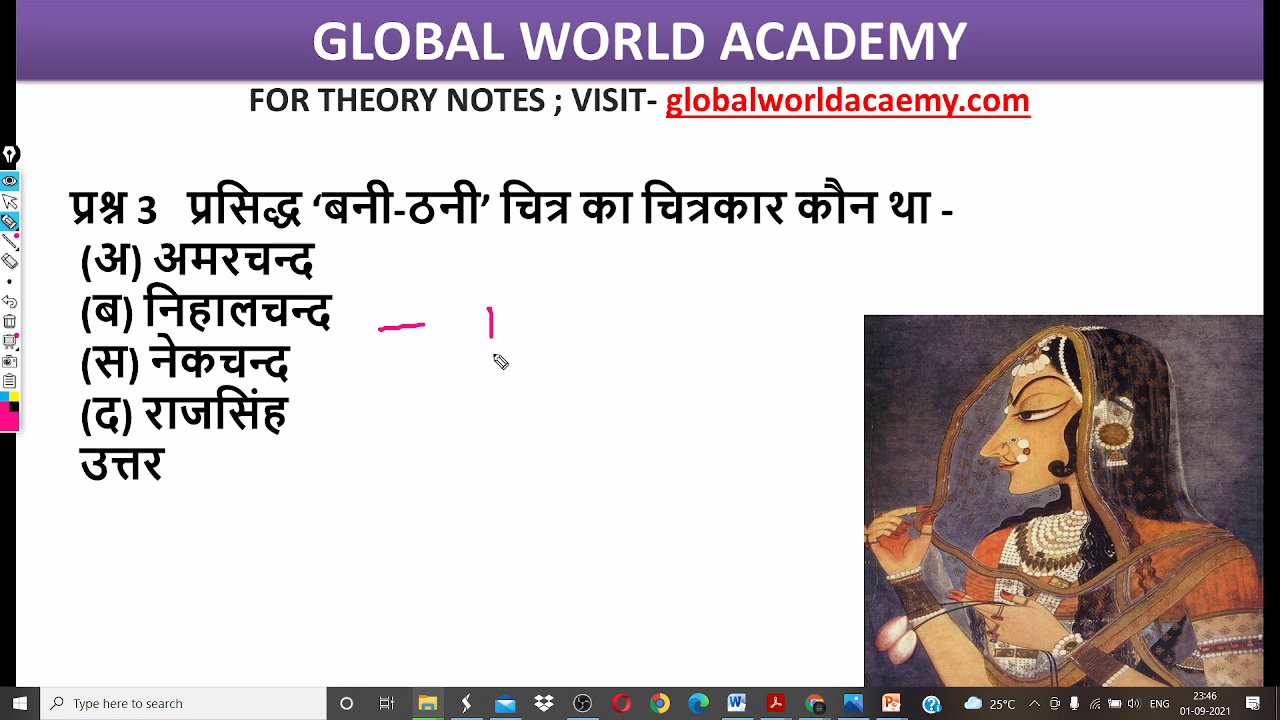 GLOBAL WORLD ACADEMY
FOR THEORY NOTES ; VISIT- globalworldacaemy.com
प्रश्न 3 प्रसिद्ध ‘बनी-ठनी’ चित्र का चित्रकार कौन था -
(अ) अमरचन्द
(ब) निहालचन्द
(स) नेकचन्द
(द) राजसिंह
उत्तर
Type here to search
25°C
ENG
23:46
01-09-2021